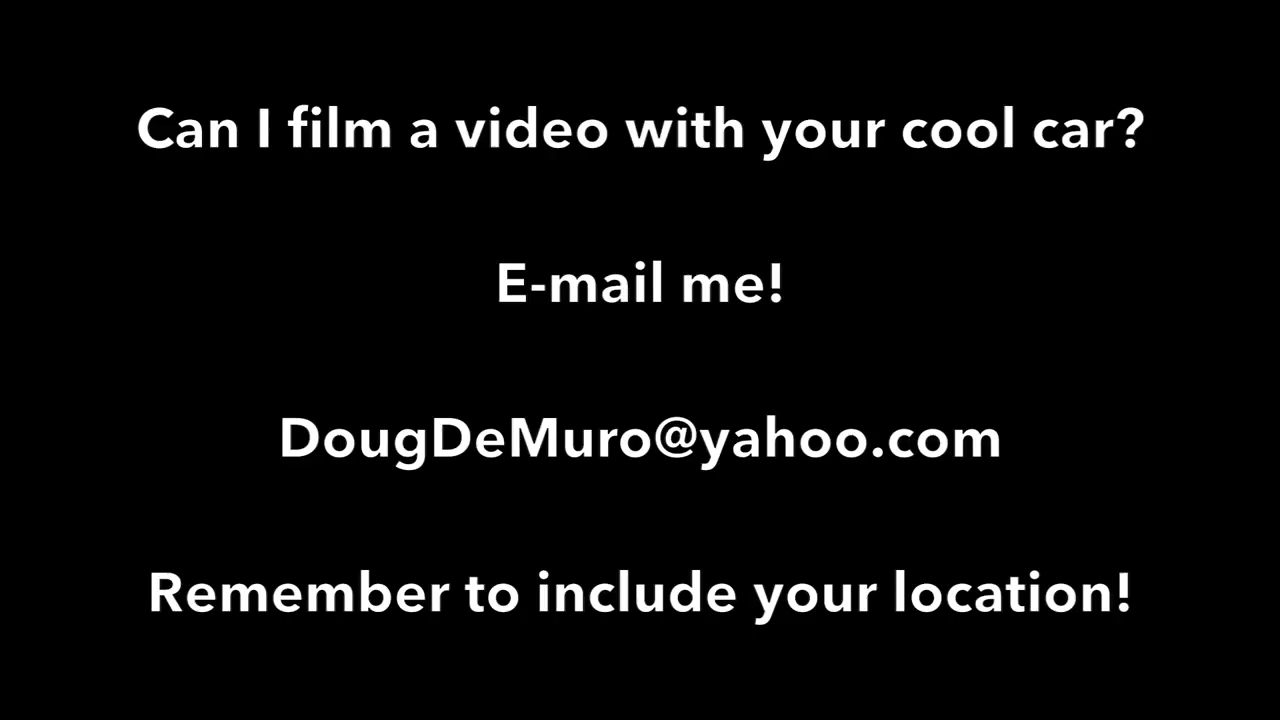 Can I film a video with your cool car?
E-mail me!
DougDeMuro@yahoo.com
Remember to include your location!